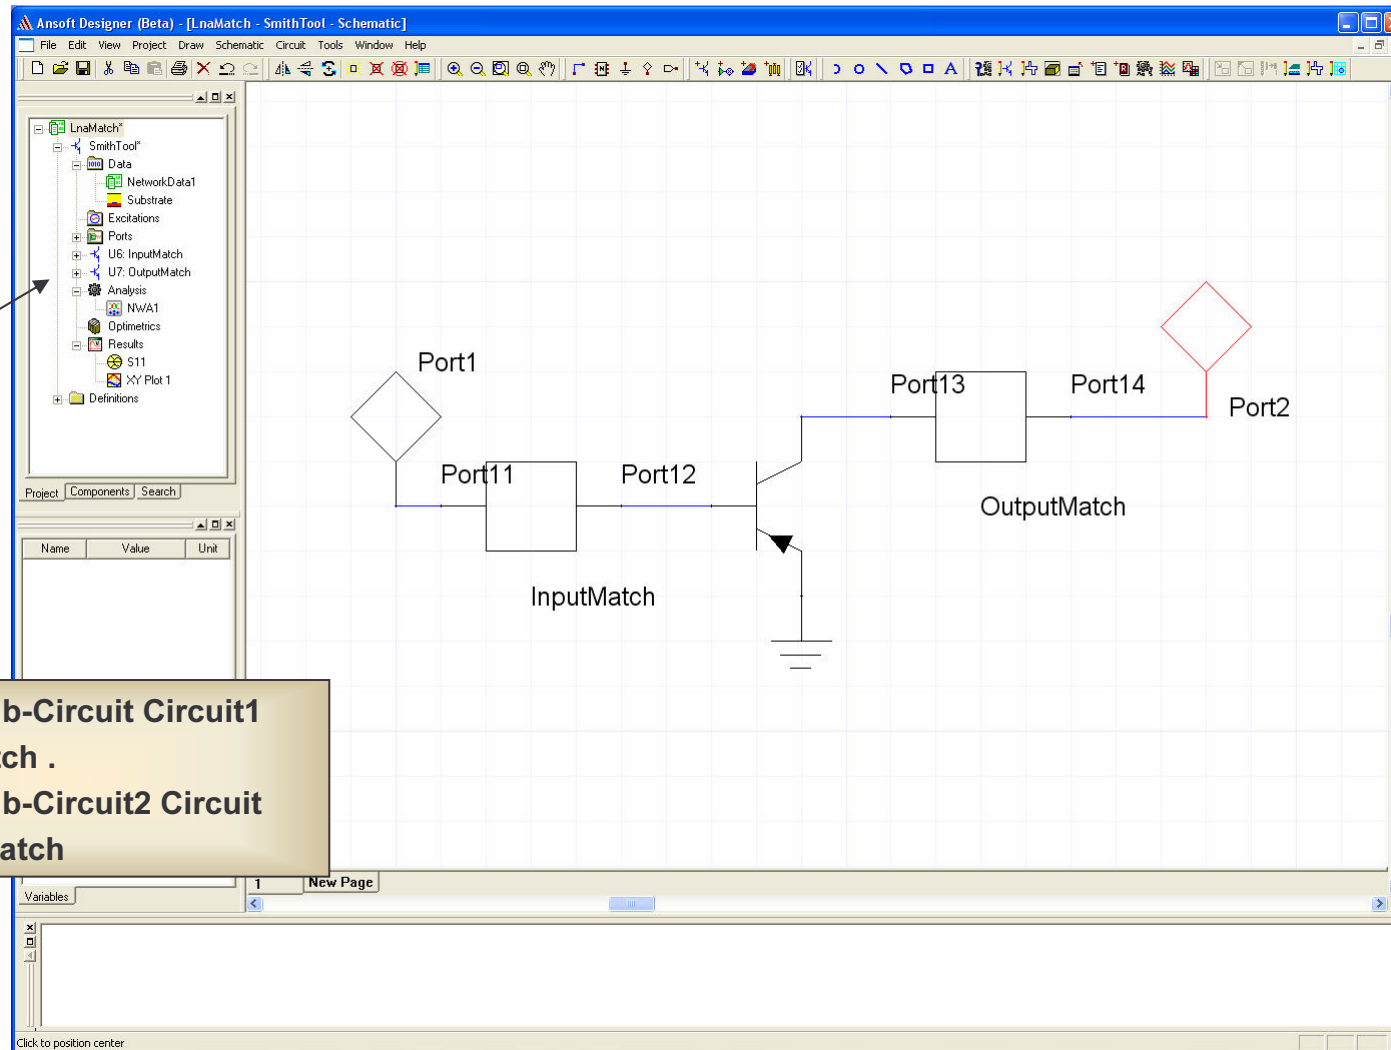 Ansoft Designer (Beta) - [LnaMatch - SmithTool - Schematic]
File Edit View Project Draw Schematic Circuit Tools Window Help
LnaMatch*
SmithTool*
Data
NetworkData1
Substrate
Excitations
Ports
U6: InputMatch
U7: OutputMatch
Analysis
NWA1
Optimetrics
Results
S11
XY Plot 1
Definitions
Project Components Search
Name Value Unit
Port1
Port11
Port12
InputMatch
Port13
Port14
Port2
OutputMatch
b-Circuit Circuit1
tch .
b-Circuit2 Circuit
atch
Variables
1 New Page
Click to position center